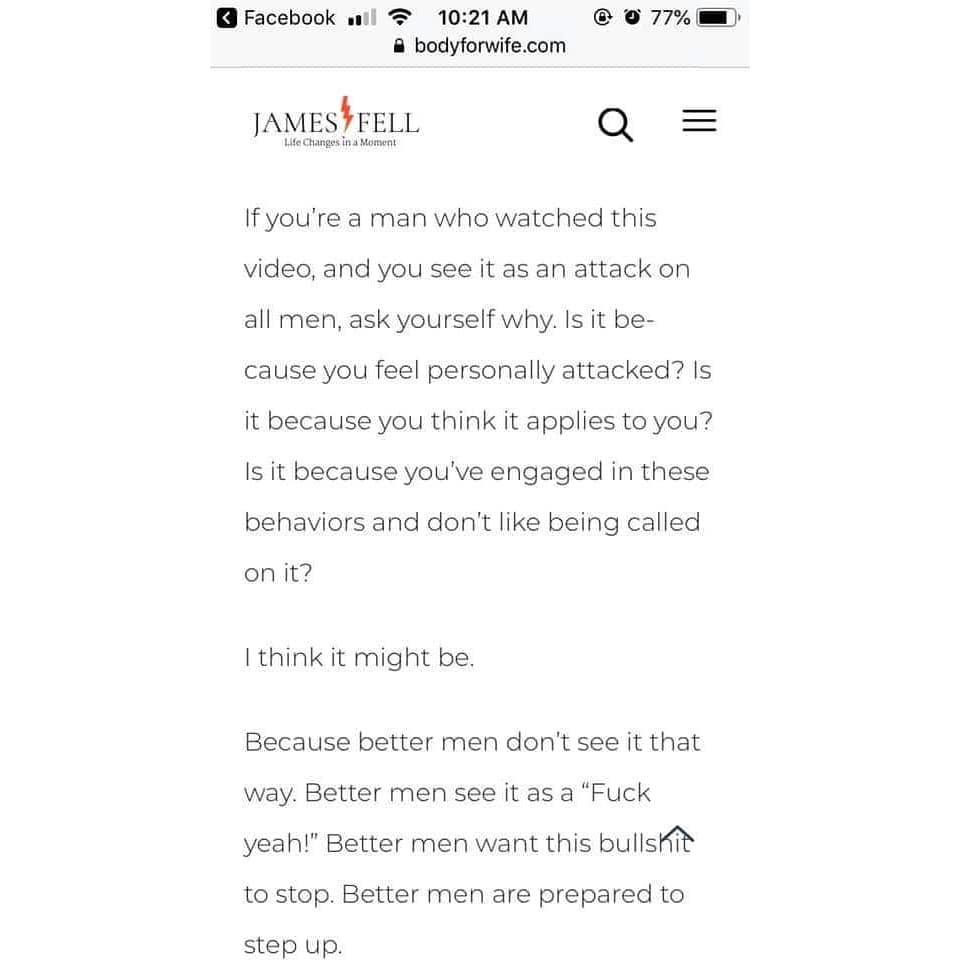 Facebook 10:21 AM 77%
bodyforwife.com
JAMES FELL
Life Changes in a Moment
If you’re a man who watched this
video, and you see it as an attack on
all men, ask yourself why. Is it be-
cause you feel personally attacked? Is
it because you think it applies to you?
Is it because you’ve engaged in these
behaviors and don’t like being called
on it?
I think it might be.
Because better men don’t see it that
way. Better men see it as a “Fuck
yeah!” Better men want this bullshit
to stop. Better men are prepared to
step up.